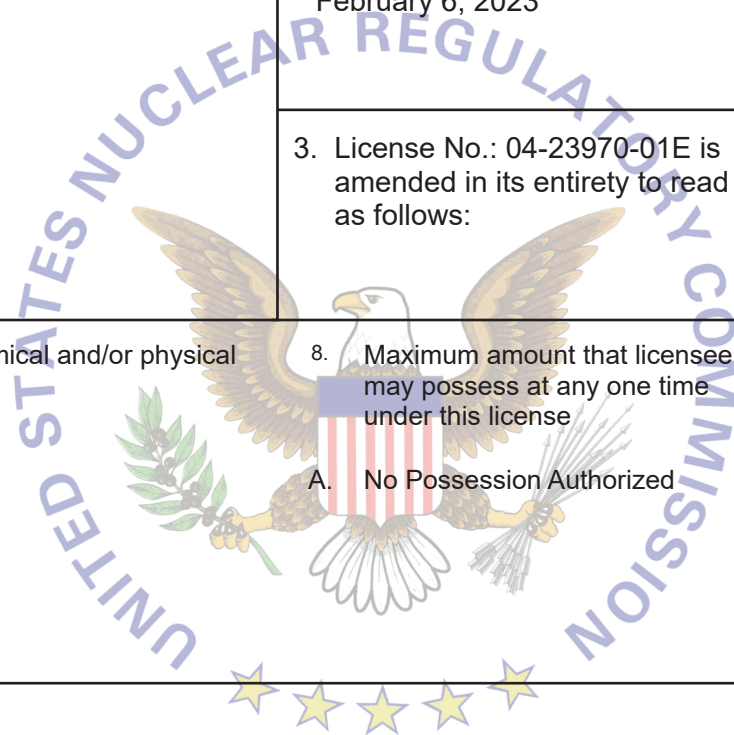 February 6, 2023
3. License No.: 04-23970-01E is
amended in its entirety to read
as follows:
and/or physical
8. Maximum amount that licensee
may possess at any one time
under this license
A. No Possession Authorized
UNITED STATES NUCLEAR REGULATORY COMMISSION